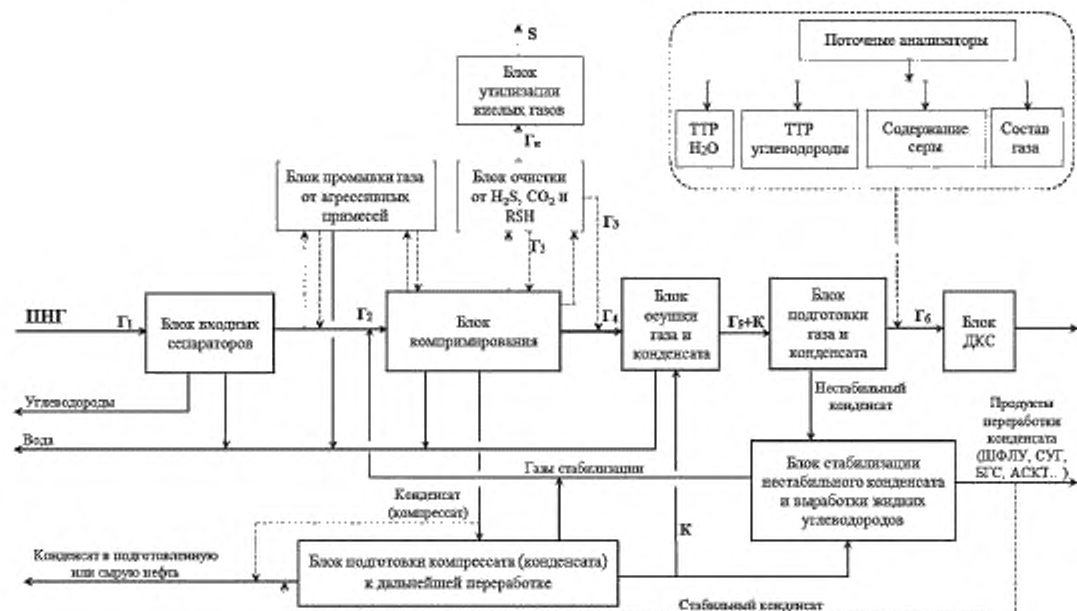 S
Поточные анализаторы
Блок
утилизации
кислых газов
ТТР
H₂O
ТТР
углеводороды
Содержание
серы
Состав
газа
Гк
Блок промывки газа
от агрессивных
примесей
Блок очистки
от H₂S, CO₂ и
RSH
Г₃
ПНГ
Г₁
Блок входных
сепараторов
Г₂
Блок
компримирования
Г₄
Блок
осушки
газа и
конденсата
Г₅+К
Блок
подготовки
газа и
конденсата
Г₆
Блок
ДКС
Углеводороды
Вода
Нестабильный
конденсат
Продукты
переработки
конденсата
(ШФЛУ, СУГ,
БГС, АСКТ.. )
Газы стабилизации
Блок стабилизации
нестабильного конденсата
и выработки жидких
углеводородов
Конденсат
(компрессат)
К
Конденсат в подготовленную
или сырую нефть
Блок подготовки компрессата (конденсата)
к дальнейшей переработке
Стабильный конденсат